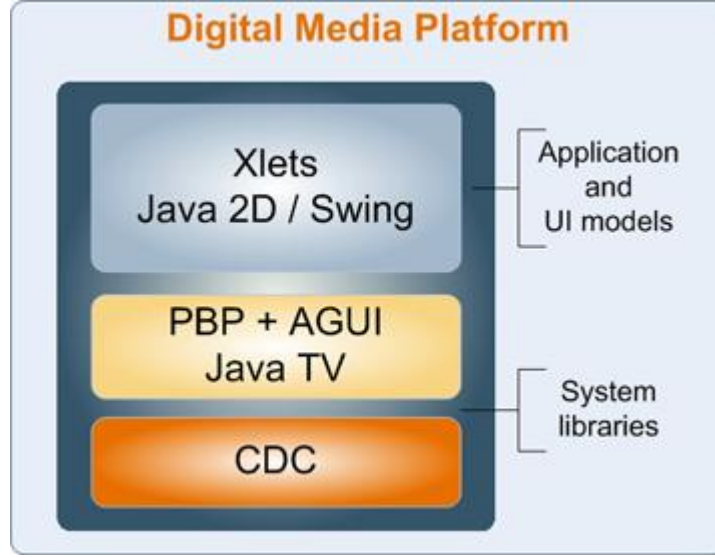 Digital Media Platform
Xlets
Java 2D / Swing
Application
and
UI models
PBP + AGUI
Java TV
System
libraries
CDC